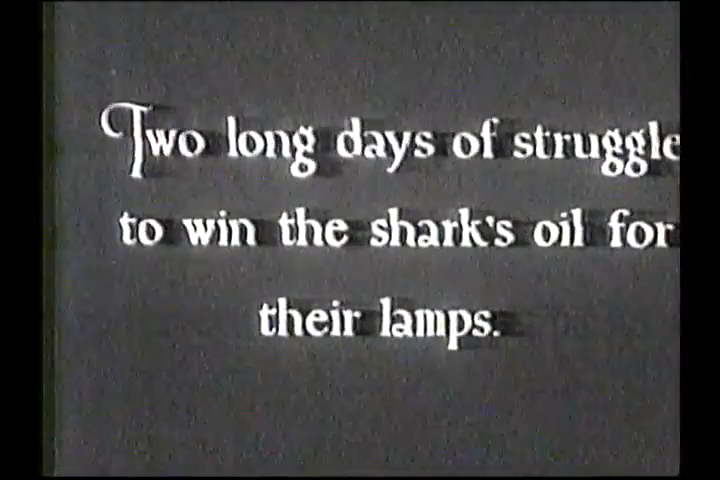 Two long days of struggle
to win the shark's oil for
their lamps.